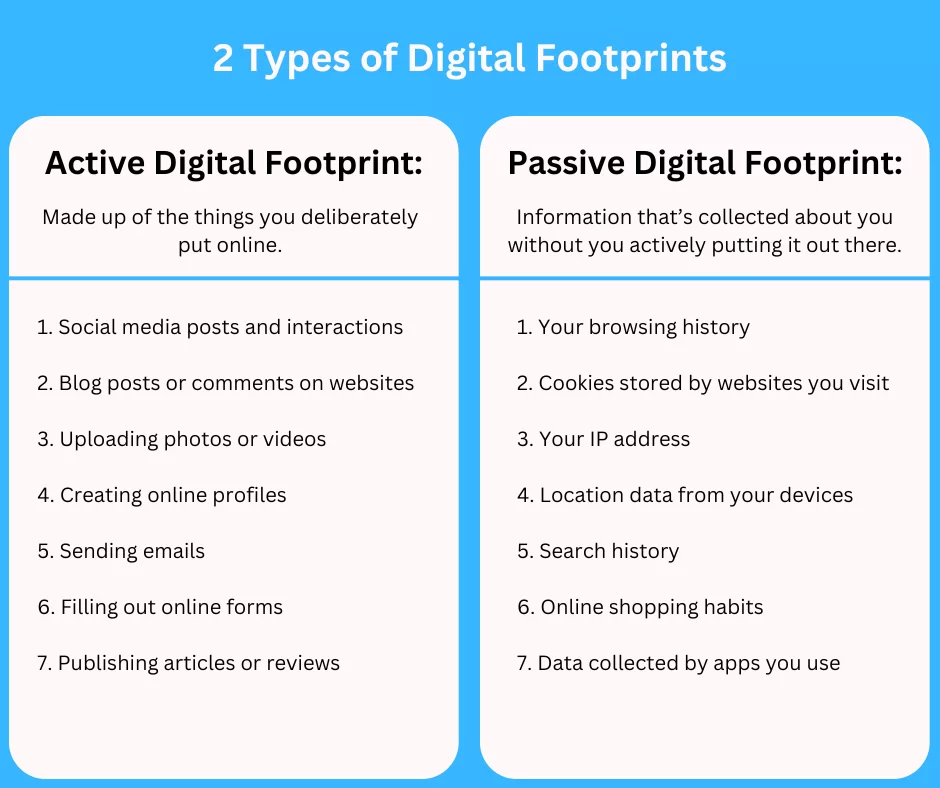 2 Types of Digital Footprints
Active Digital Footprint:
Made up of the things you deliberately
put online.
1. Social media posts and interactions
2. Blog posts or comments on websites
3. Uploading photos or videos
4. Creating online profiles
5. Sending emails
6. Filling out online forms
7. Publishing articles or reviews
Passive Digital Footprint:
Information that’s collected about you
without you actively putting it out there.
1. Your browsing history
2. Cookies stored by websites you visit
3. Your IP address
4. Location data from your devices
5. Search history
6. Online shopping habits
7. Data collected by apps you use